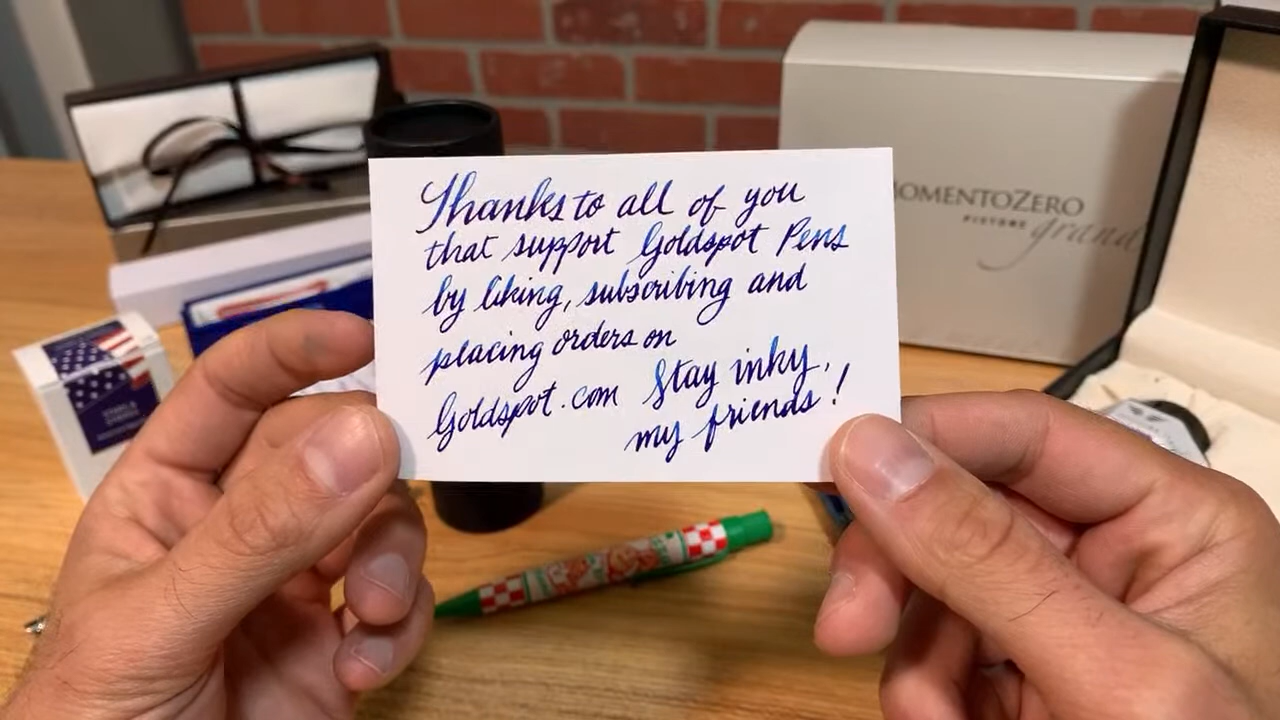 Thanks to all of you
that support Goldspot Pens
by liking, subscribing and
placing orders on
Goldspot.com Stay inky,
my friends!
MOMENTOZERO
PISTONS
grand